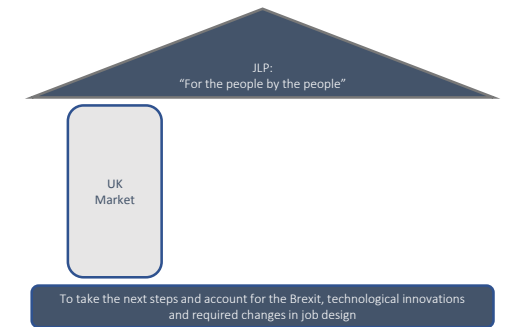 JLP:
“For the people by the people”
UK
Market
To take the next steps and account for the Brexit, technological innovations
and required changes in job design